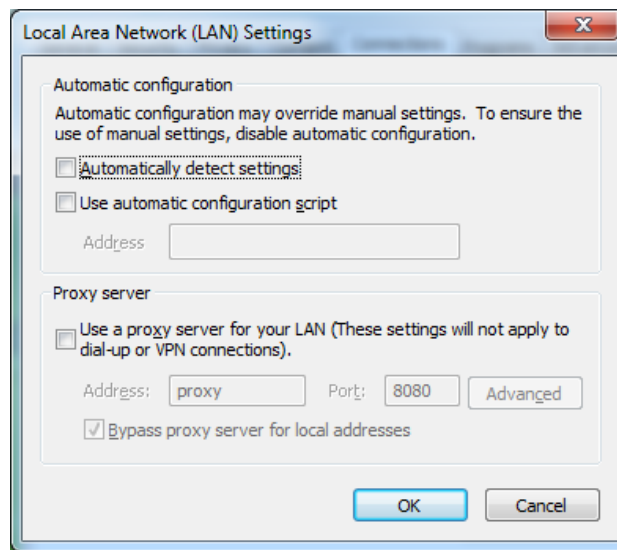 Local Area Network (LAN) Settings
Automatic configuration
Automatic configuration may override manual settings. To ensure the
use of manual settings, disable automatic configuration.
Automatically detect settings
Use automatic configuration script
Address
Proxy server
Use a proxy server for your LAN (These settings will not apply to
dial-up or VPN connections).
Address: proxy Port: 8080 Advanced
Bypass proxy server for local addresses
OK Cancel